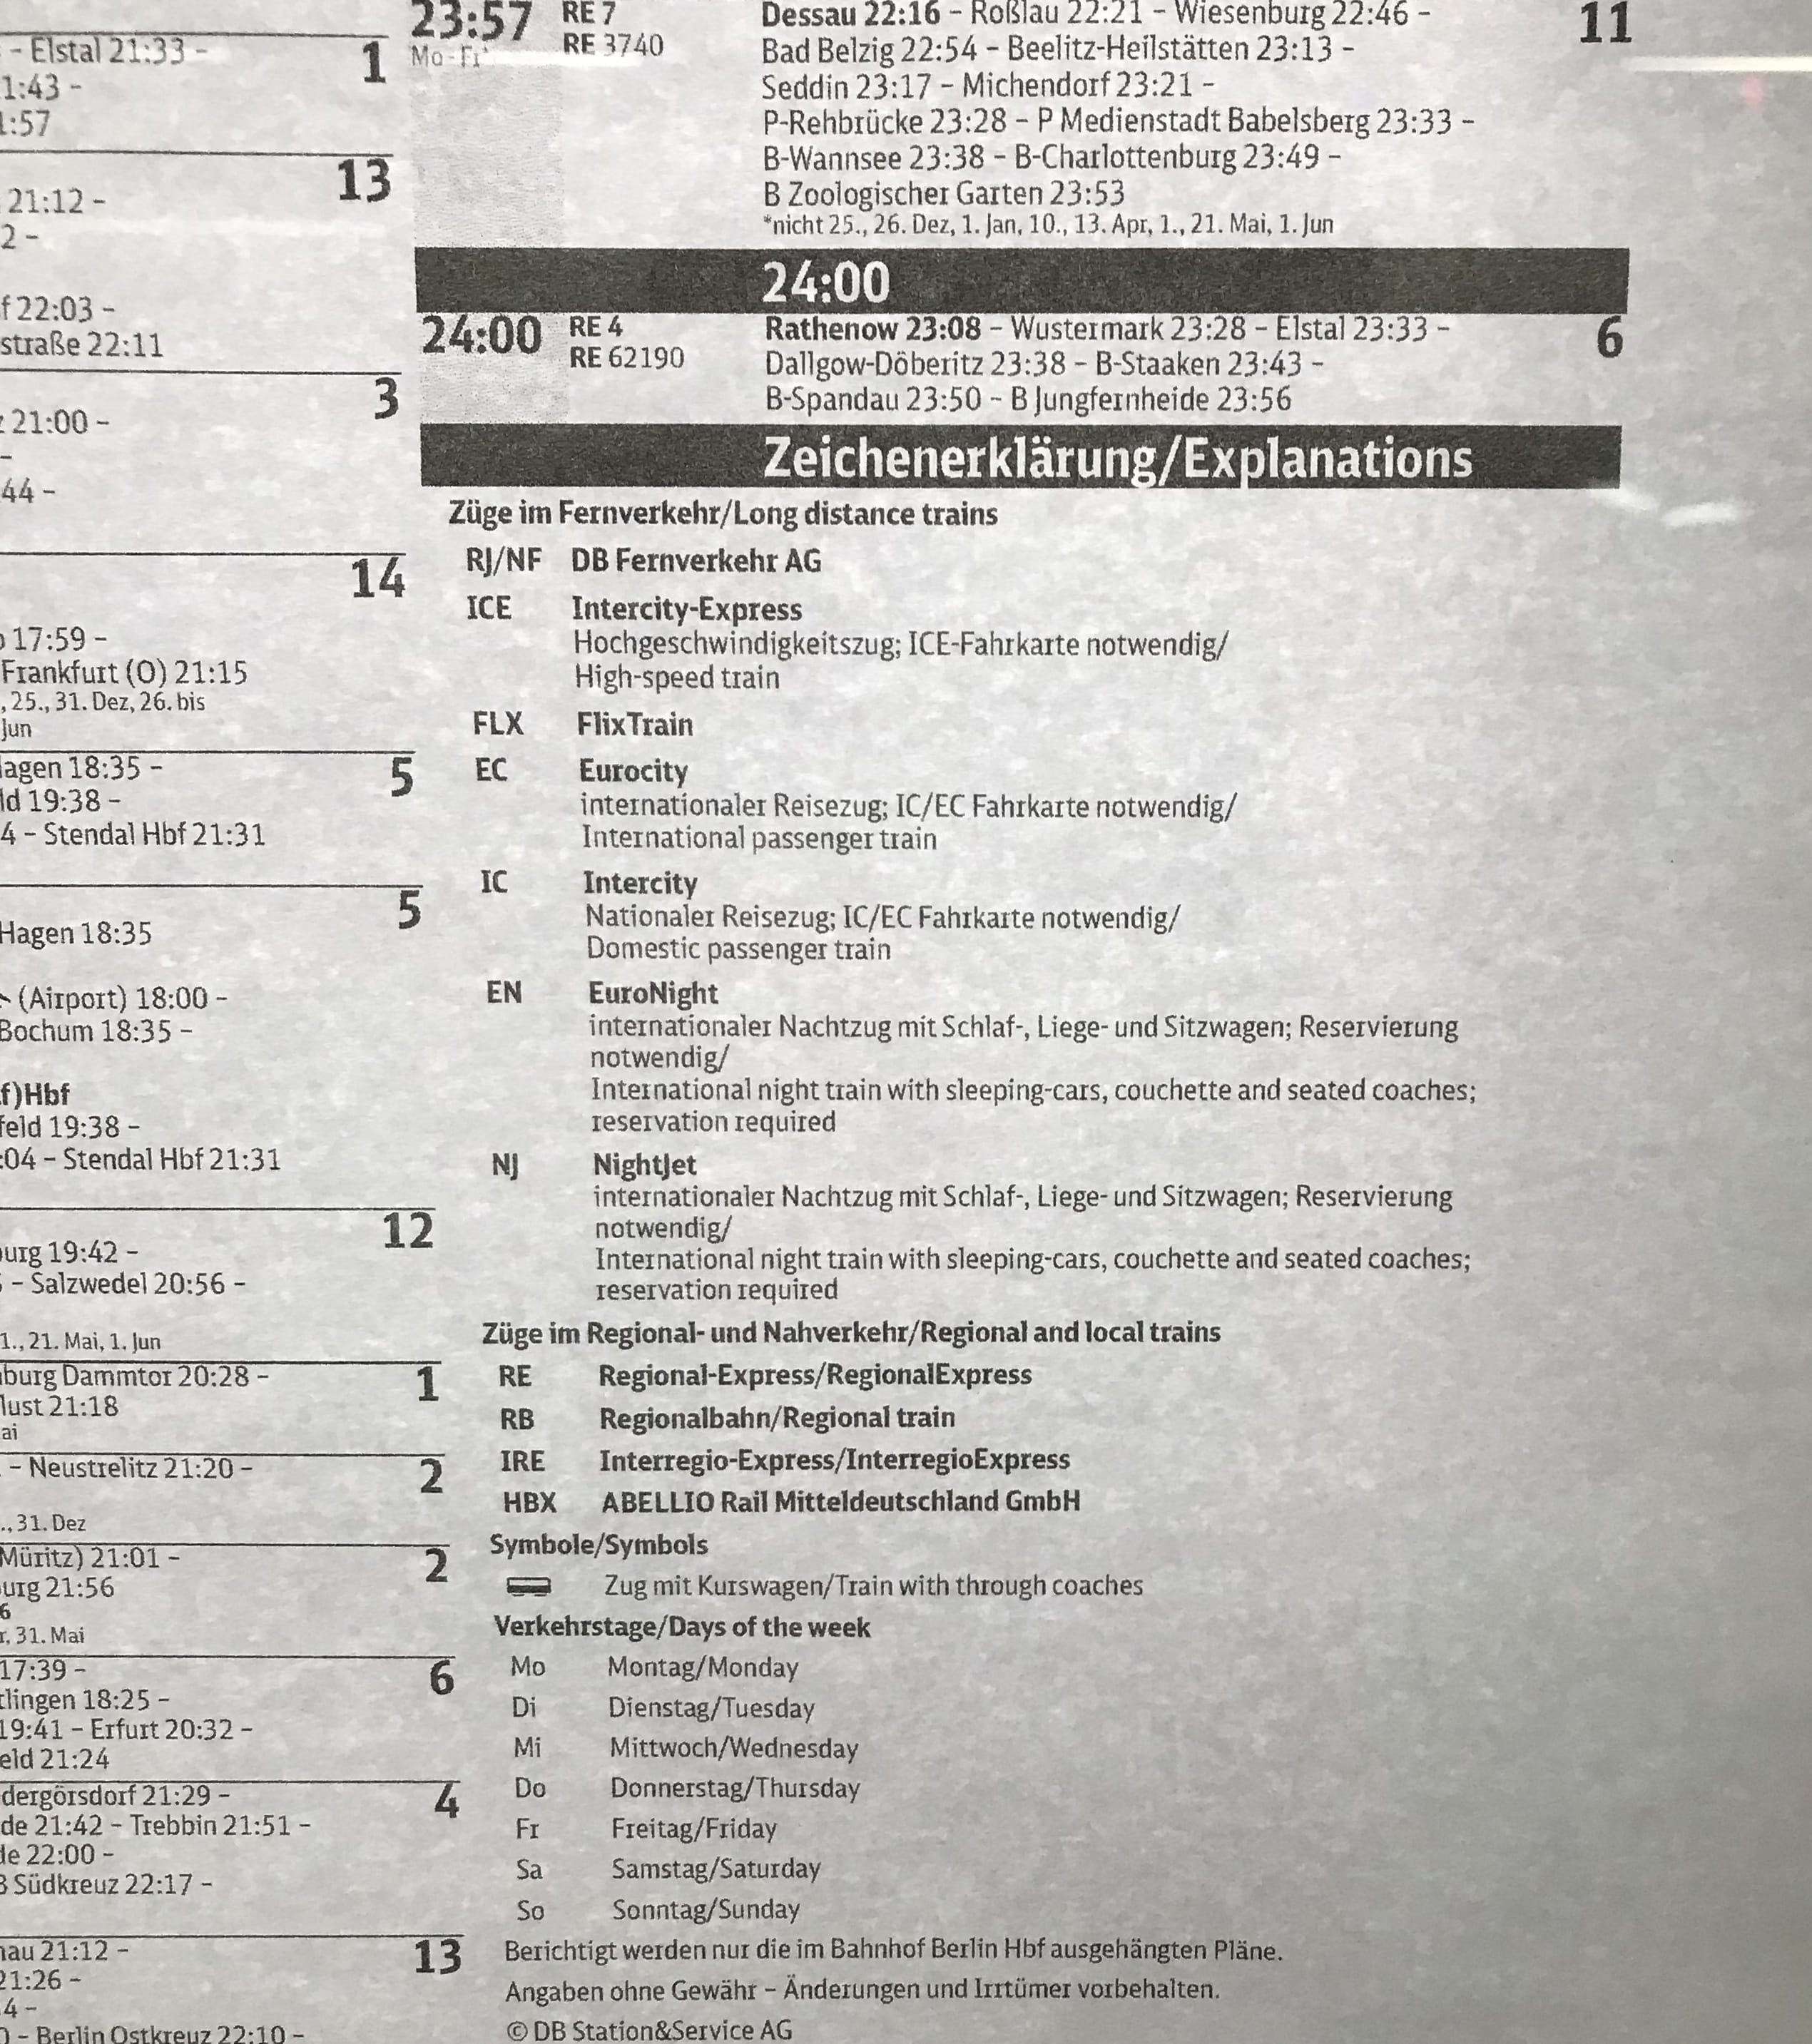 - Elstal 21:33 -
1
1:43 -
1:57
13
21:12 -
2 -
f 22:03 -
straße 22:11
3
21:00 -
-
44 -
14
17:59 -
Frankfurt (O) 21:15
, 25., 31. Dez, 26. bis
Jun
agen 18:35 -
5
ld 19:38 -
4 - Stendal Hbf 21:31
5
Hagen 18:35
(Airport) 18:00 -
Bochum 18:35 -
f)Hbf
feld 19:38 -
:04 - Stendal Hbf 21:31
12
urg 19:42 -
- Salzwedel 20:56 -
1., 21. Mai, 1. Jun
burg Dammtor 20:28 -
1
lust 21:18
ai
- Neustrelitz 21:20 -
2
., 31. Dez
Müritz) 21:01 -
2
urg 21:56
6
r, 31. Mai
17:39 -
6
tlingen 18:25 -
19:41 - Erfurt 20:32 -
eld 21:24
dergörsdorf 21:29 -
4
de 21:42 - Trebbin 21:51 -
de 22:00 -
B Südkreuz 22:17 -
13
au 21:12 -
21:26 -
4 -
- Berlin Ostkreuz 22:10 -
23:57 RE 7 Dessau 22:16 - Roßlau 22:21 - Wiesenburg 22:46 - 11
Mo-Fr* RE 3740 Bad Belzig 22:54 - Beelitz-Heilstätten 23:13 -
Seddin 23:17 - Michendorf 23:21 -
P-Rehbrücke 23:28 - P Medienstadt Babelsberg 23:33 -
B-Wannsee 23:38 - B-Charlottenburg 23:49 -
B Zoologischer Garten 23:53
*nicht 25., 26. Dez, 1. Jan, 10., 13. Apr, 1., 21. Mai, 1. Jun
24:00
24:00 RE 4 Rathenow 23:08 - Wustermark 23:28 - Elstal 23:33 - 6
RE 62190 Dallgow-Döberitz 23:38 - B-Staaken 23:43 -
B-Spandau 23:50 - B Jungfernheide 23:56
Zeichenerklärung/Explanations
Züge im Fernverkehr/Long distance trains
RJ/NF DB Fernverkehr AG
ICE Intercity-Express
Hochgeschwindigkeitszug; ICE-Fahrkarte notwendig/
High-speed train
FLX FlixTrain
EC Eurocity
internationaler Reisezug; IC/EC Fahrkarte notwendig/
International passenger train
IC Intercity
Nationaler Reisezug; IC/EC Fahrkarte notwendig/
Domestic passenger train
EN EuroNight
internationaler Nachtzug mit Schlaf-, Liege- und Sitzwagen; Reservierung
notwendig/
International night train with sleeping-cars, couchette and seated coaches;
reservation required
NJ NightJet
internationaler Nachtzug mit Schlaf-, Liege- und Sitzwagen; Reservierung
notwendig/
International night train with sleeping-cars, couchette and seated coaches;
reservation required
Züge im Regional- und Nahverkehr/Regional and local trains
RE Regional-Express/RegionalExpress
RB Regionalbahn/Regional train
IRE Interregio-Express/InterregioExpress
HBX ABELLIO Rail Mitteldeutschland GmbH
Symbole/Symbols
Zug mit Kurswagen/Train with through coaches
Verkehrstage/Days of the week
Mo Montag/Monday
Di Dienstag/Tuesday
Mi Mittwoch/Wednesday
Do Donnerstag/Thursday
Fr Freitag/Friday
Sa Samstag/Saturday
So Sonntag/Sunday
Berichtigt werden nur die im Bahnhof Berlin Hbf ausgehängten Pläne.
Angaben ohne Gewähr - Änderungen und Irrtümer vorbehalten.
© DB Station&Service AG